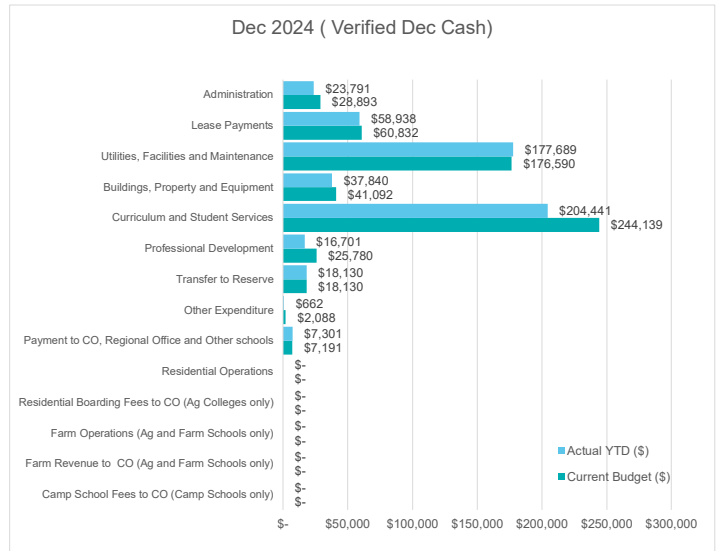 Dec 2024 ( Verified Dec Cash)
Administration
$23,791
$28,893
Lease Payments
$58,938
$60,832
Utilities, Facilities and Maintenance
$177,689
$176,590
Buildings, Property and Equipment
$37,840
$41,092
Curriculum and Student Services
$204,441
$244,139
Professional Development
$16,701
$25,780
Transfer to Reserve
$18,130
$18,130
Other Expenditure
$662
$2,088
Payment to CO, Regional Office and Other schools
$7,301
$7,191
Residential Operations
$-
$-
Residential Boarding Fees to CO (Ag Colleges only)
$-
$-
Farm Operations (Ag and Farm Schools only)
$-
$-
Farm Revenue to  CO (Ag and Farm Schools only)
$-
$-
Camp School Fees to CO (Camp Schools only)
$-
$-
Actual YTD ($)
Current Budget ($)
$- $50,000 $100,000 $150,000 $200,000 $250,000 $300,000